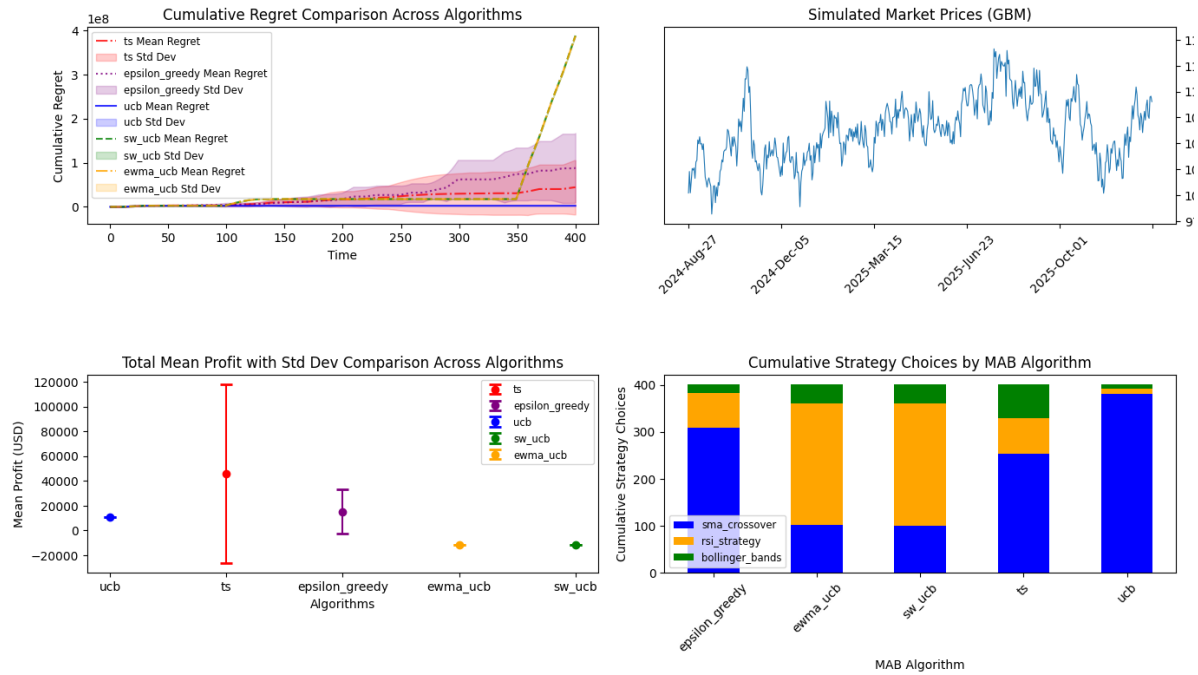 Cumulative Regret Comparison Across Algorithms
1e8
4
3
2
1
0
Cumulative Regret
ts Mean Regret
ts Std Dev
epsilon_greedy Mean Regret
epsilon_greedy Std Dev
ucb Mean Regret
ucb Std Dev
sw_ucb Mean Regret
sw_ucb Std Dev
ewma_ucb Mean Regret
ewma_ucb Std Dev
0 50 100 150 200 250 300 350 400
Time
Simulated Market Prices (GBM)
2024-Aug-27
2024-Dec-05
2025-Mar-15
2025-Jun-23
2025-Oct-01
Total Mean Profit with Std Dev Comparison Across Algorithms
120000
100000
80000
60000
40000
20000
0
−20000
Mean Profit (USD)
ts
epsilon_greedy
ucb
sw_ucb
ewma_ucb
ucb ts epsilon_greedy ewma_ucb sw_ucb
Algorithms
Cumulative Strategy Choices by MAB Algorithm
400
300
200
100
0
Cumulative Strategy Choices
sma_crossover
rsi_strategy
bollinger_bands
epsilon_greedy
ewma_ucb
sw_ucb
ts
ucb
MAB Algorithm